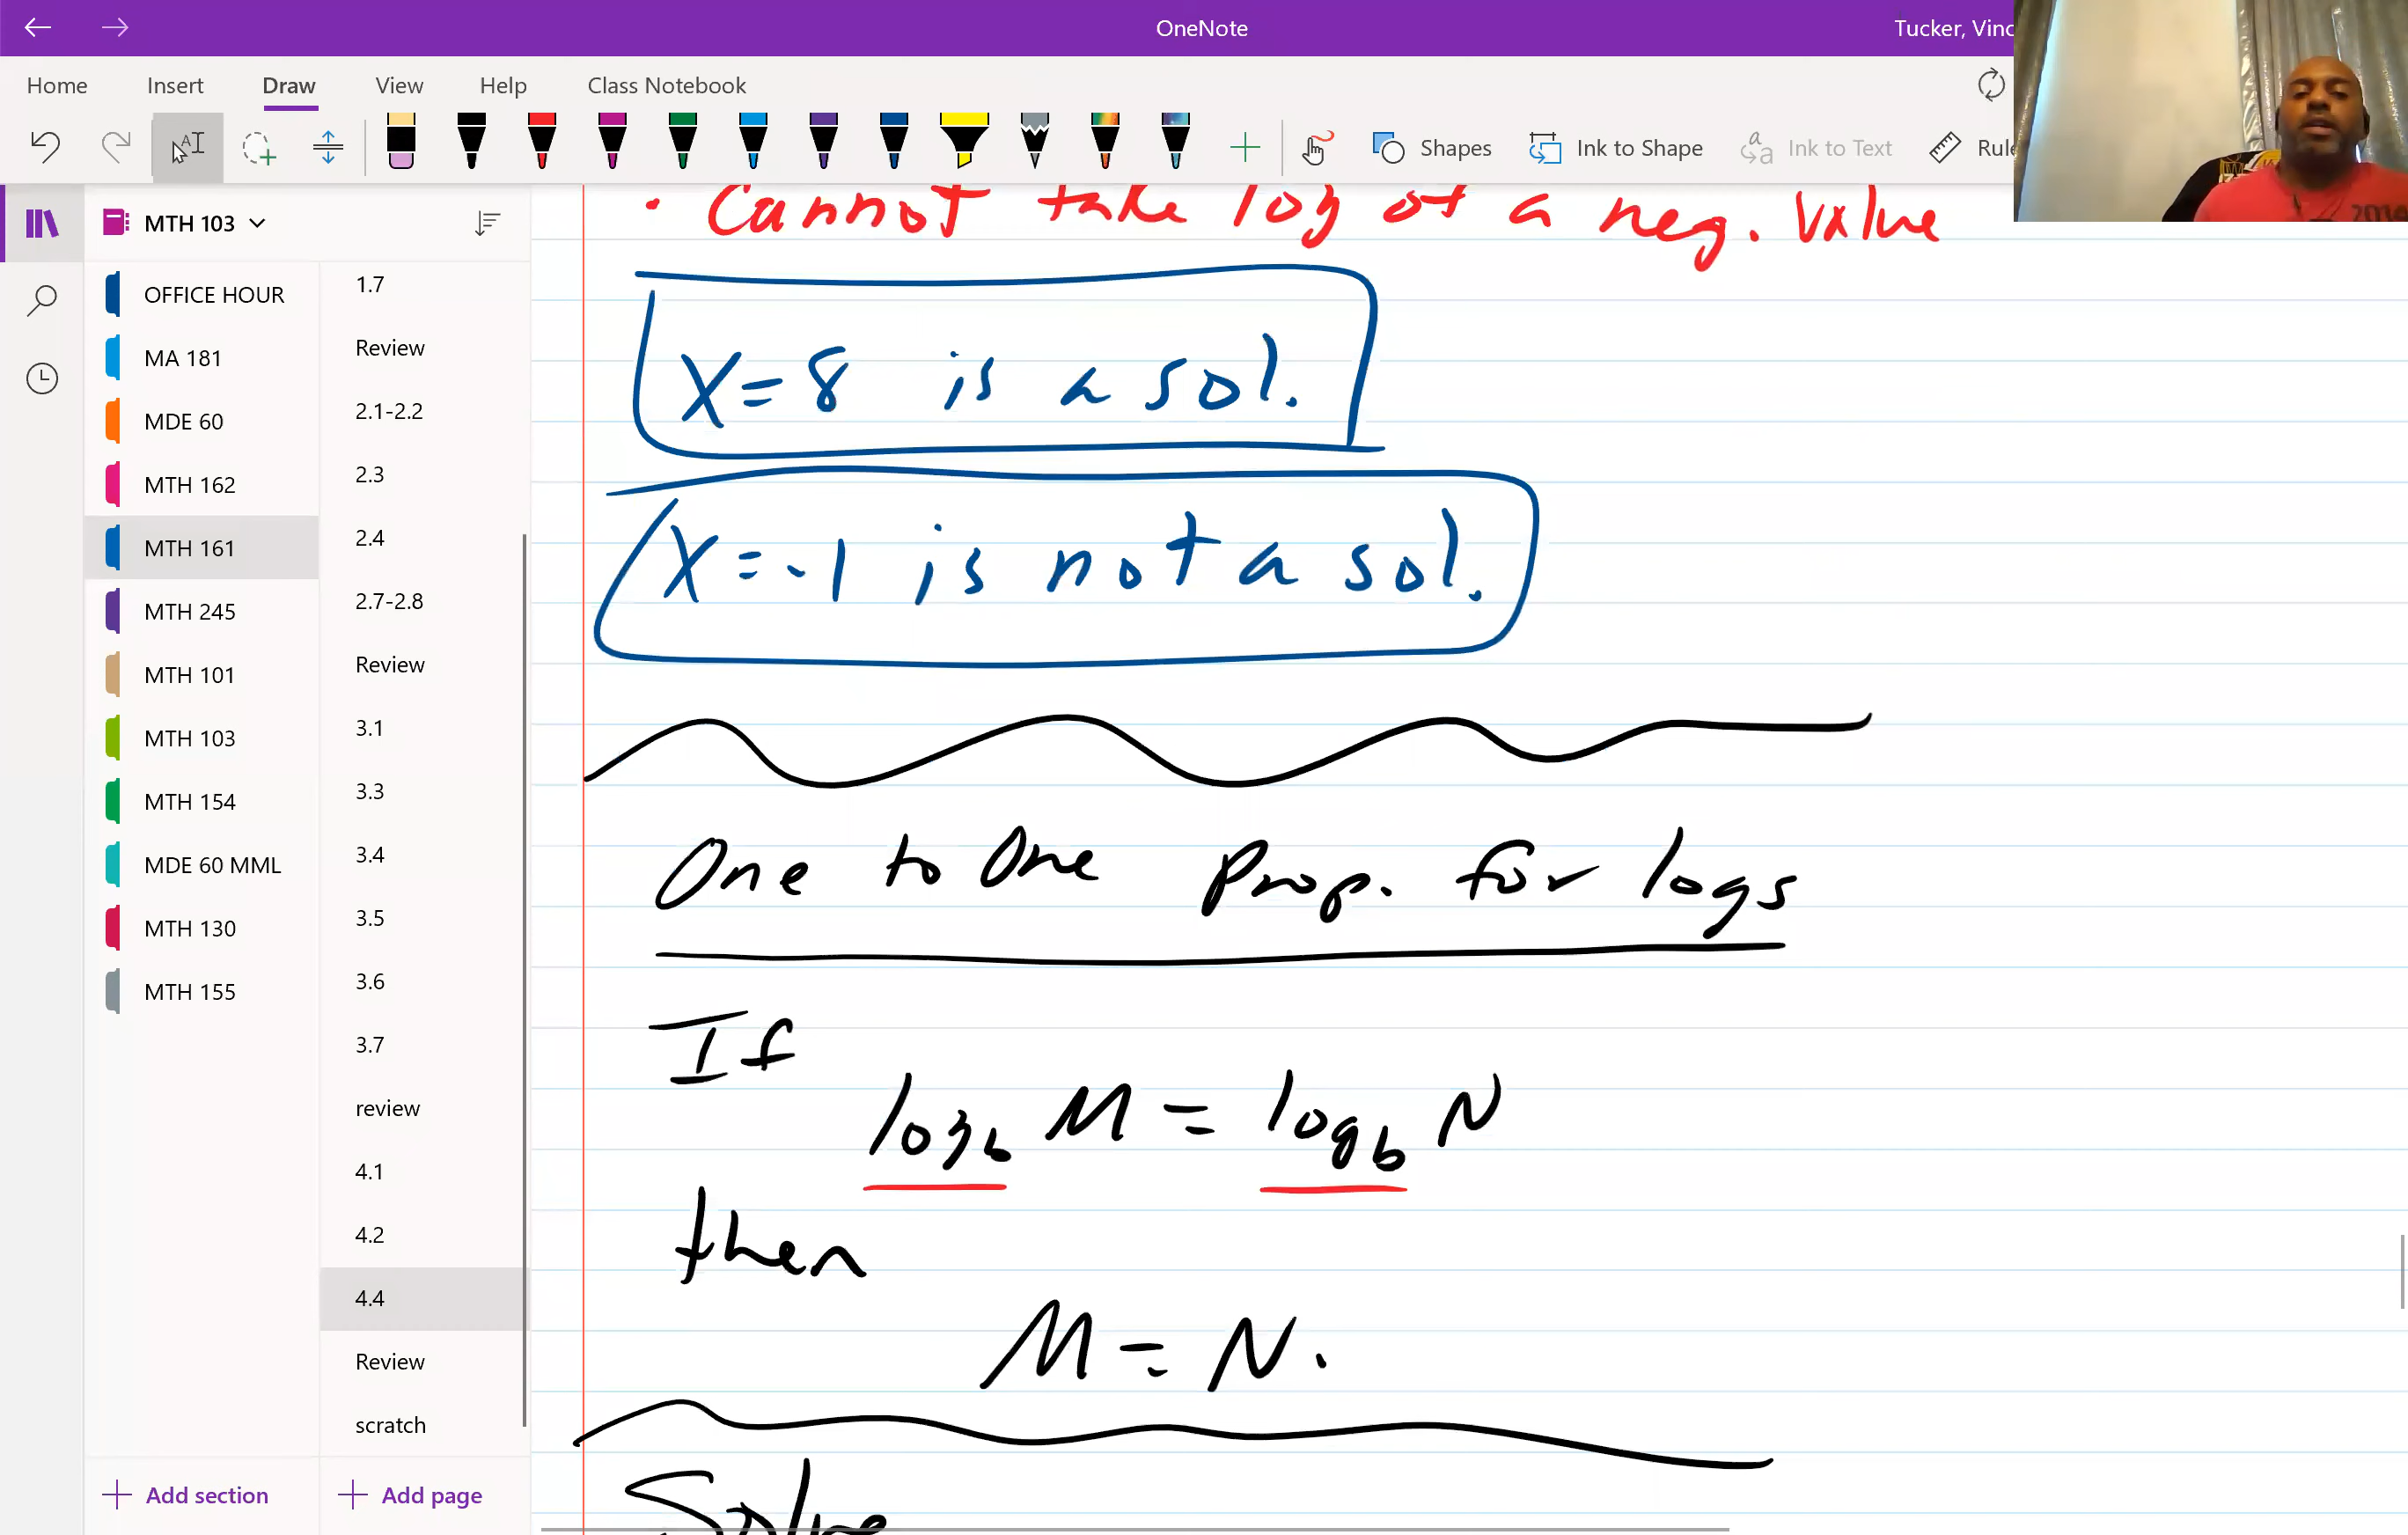 OneNote
Tucker, Vinc
Home Insert Draw View Help Class Notebook
Shapes Ink to Shape Ink to Text Rule
MTH 103
OFFICE HOUR
MA 181
MDE 60
MTH 162
MTH 161
MTH 245
MTH 101
MTH 103
MTH 154
MDE 60 MML
MTH 130
MTH 155
Add section
1.7
Review
2.1-2.2
2.3
2.4
2.7-2.8
Review
3.1
3.3
3.4
3.5
3.6
3.7
review
4.1
4.2
4.4
Review
scratch
Add page
• Cannot take log of a neg. value
x=8 is a sol.
x=-1 is not a sol.
One to One Prop. for logs
If
log_b M = log_b N
then
M = N.
Solve
2019